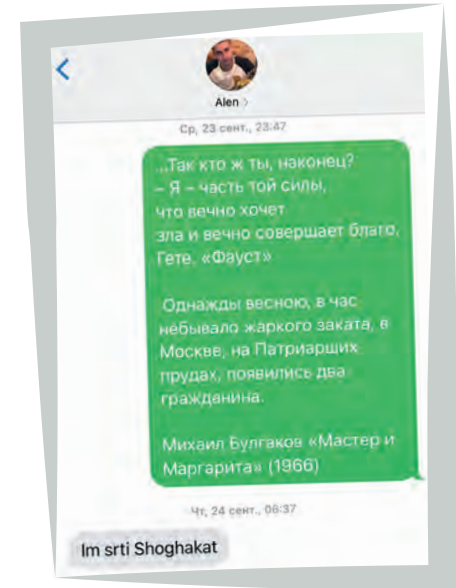 Alen
Ср, 23 сент., 23:47
...Так кто ж ты, наконец?
– Я – часть той силы,
что вечно хочет
зла и вечно совершает благо.
Гете. «Фауст»
Однажды весною, в час
небывало жаркого заката, в
Москве, на Патриарших
прудах, появились два
гражданина.
Михаил Булгаков «Мастер и
Маргарита» (1966)
Чт, 24 сент., 06:37
Im srti Shoghakat